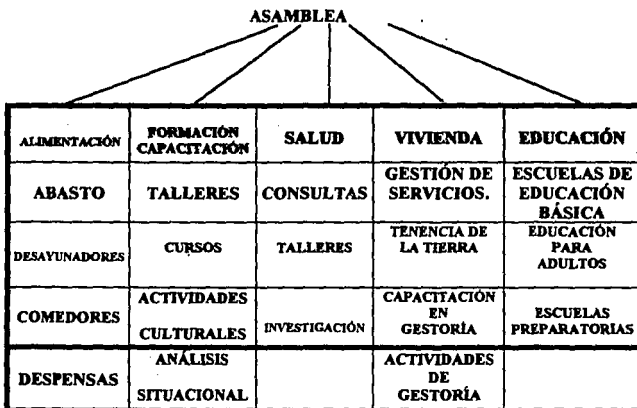 ASAMBLEA
ALIMENTACIÓN
FORMACIÓN
CAPACITACIÓN
SALUD
VIVIENDA
EDUCACIÓN
ABASTO
TALLERES
CONSULTAS
GESTIÓN DE
SERVICIOS.
ESCUELAS DE
EDUCACIÓN
BÁSICA
DESAYUNADORES
CURSOS
TALLERES
TENENCIA DE
LA TIERRA
EDUCACIÓN
PARA
ADULTOS
COMEDORES
ACTIVIDADES
CULTURALES
INVESTIGACIÓN
CAPACITACIÓN
EN
GESTORÍA
ESCUELAS
PREPARATORIAS
DESPENSAS
ANÁLISIS
SITUACIONAL
ACTIVIDADES
DE
GESTORÍA